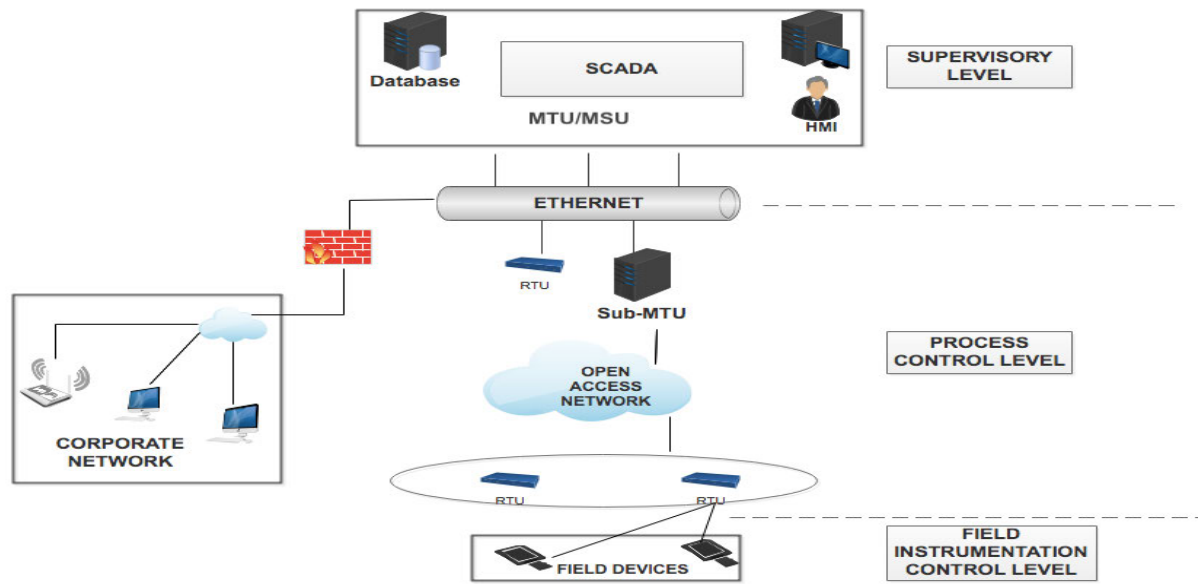 Database
SCADA
MTU/MSU
HMI
SUPERVISORY
LEVEL
ETHERNET
RTU
Sub-MTU
OPEN
ACCESS
NETWORK
PROCESS
CONTROL LEVEL
CORPORATE
NETWORK
RTU
RTU
FIELD DEVICES
FIELD
INSTRUMENTATION
CONTROL LEVEL